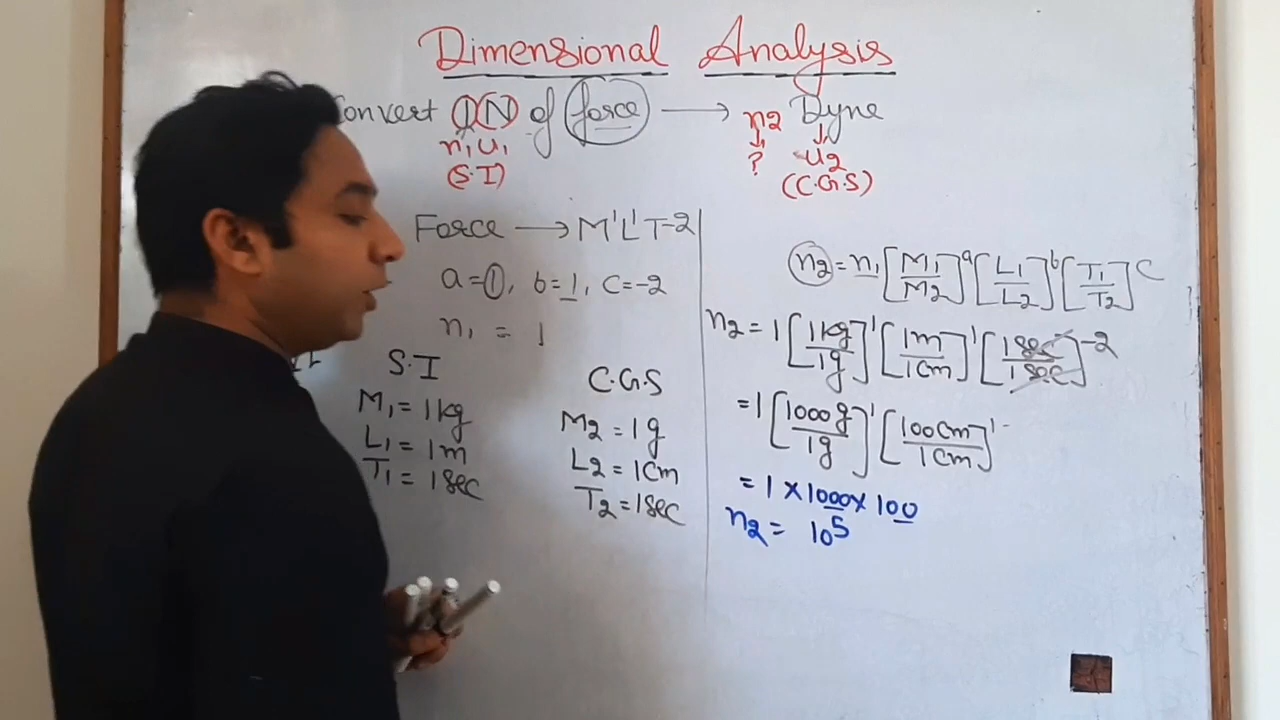 Dimensional Analysis
Convert 1(N) of force → n2 Dyne
n1 u1 ? u2
(S.I) (C.G.S)
Force → M¹L¹T-2
a=1, b=1, c=-2
n1 = 1
S.I
M1 = 1kg
L1 = 1m
T1 = 1sec
C.G.S
M2 = 1g
L2 = 1cm
T2 = 1sec
n2 = n1 [M1/M2]^a [L1/L2]^b [T1/T2]^c
n2 = 1 [1kg/1g]^1 [1m/1cm]^1 [1sec/1sec]^-2
= 1 [1000g/1g]^1 [100cm/1cm]^1
= 1 × 1000 × 100
n2 = 10^5